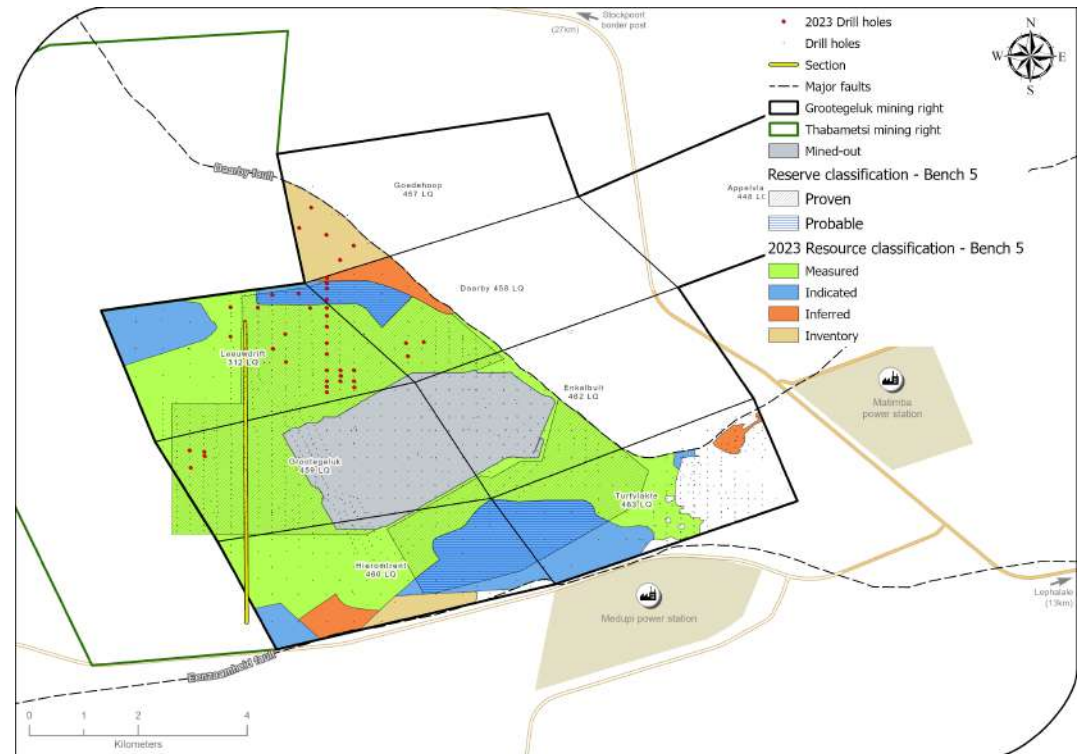 Stockpoort
border post
(27km)
2023 Drill holes
Drill holes
Section
Major faults
Grootegeluk mining right
Thabametsi mining right
Mined-out
Reserve classification - Bench 5
Proven
Probable
2023 Resource classification - Bench 5
Measured
Indicated
Inferred
Inventory
N
W
E
S
Daarby fault
Goedehoop
457 LQ
Appelvla
448 LQ
Daarby 458 LQ
Leeuwdrift
312 LQ
Enkelbult
462 LQ
Matimba
power station
Grootegeluk
459 LQ
Turfvlakte
463 LQ
Hieromtrent
460 LQ
Medupi power station
Lephalale
(13km)
Eenzaamheid fault
0 1 2 4
Kilometers